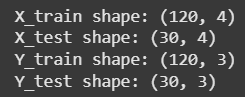 X_train shape: (120, 4)
X_test shape: (30, 4)
Y_train shape: (120, 3)
Y_test shape: (30, 3)